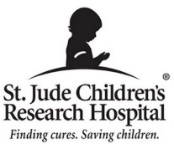 St. Jude Children's
Research Hospital
Finding cures. Saving children.